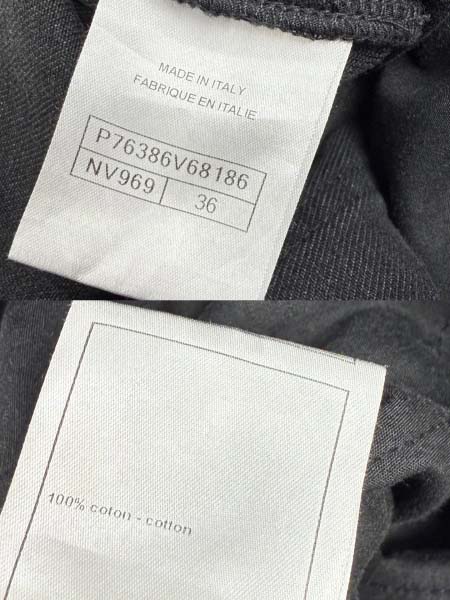 MADE IN ITALY
FABRIQUE EN ITALIE
P76386V68186
NV969 36
100% coton - cotton